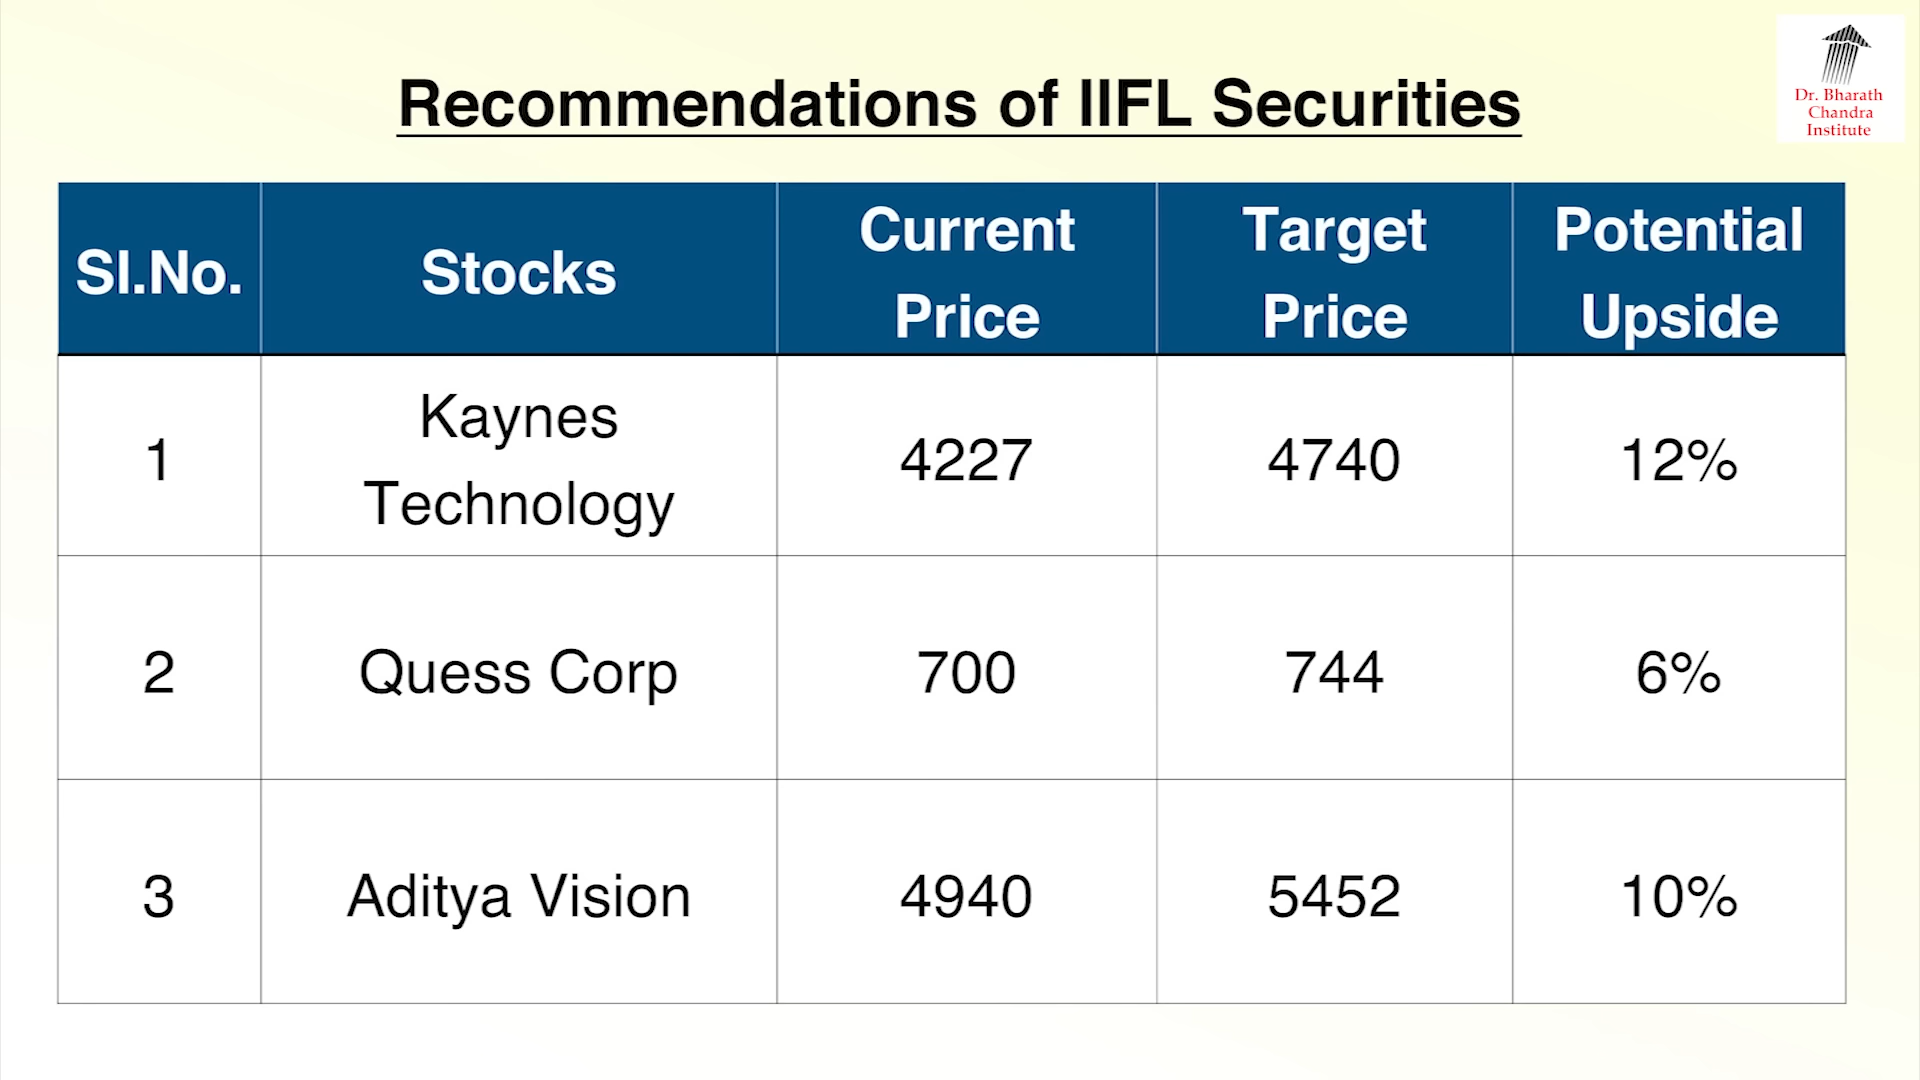 Recommendations of IIFL Securities
Dr. Bharath
Chandra
Institute
Sl.No. Stocks Current Price Target Price Potential Upside
1 Kaynes Technology 4227 4740 12%
2 Quess Corp 700 744 6%
3 Aditya Vision 4940 5452 10%